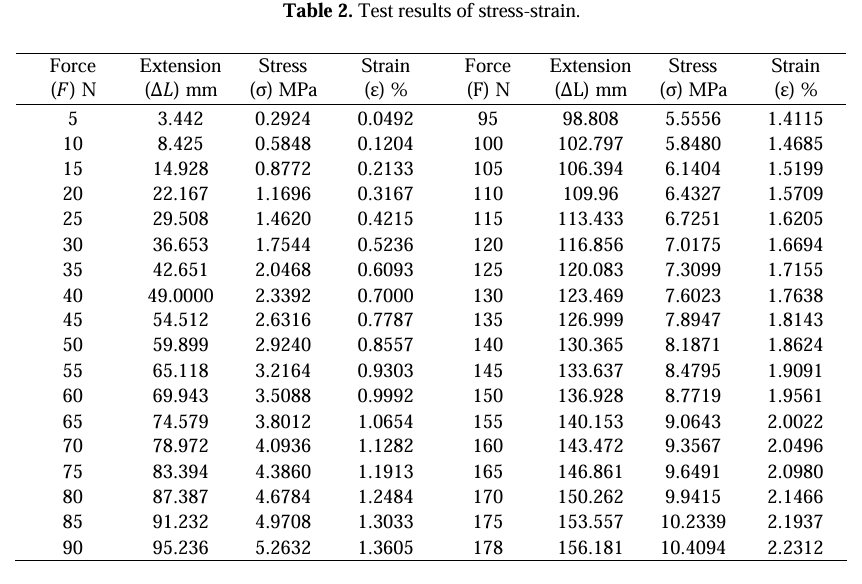 Table 2. Test results of stress-strain.
Force Extension Stress Strain Force Extension Stress Strain
(F) N (ΔL) mm (σ) MPa (ε) % (F) N (ΔL) mm (σ) MPa (ε) %
5 3.442 0.2924 0.0492 95 98.808 5.5556 1.4115
10 8.425 0.5848 0.1204 100 102.797 5.8480 1.4685
15 14.928 0.8772 0.2133 105 106.394 6.1404 1.5199
20 22.167 1.1696 0.3167 110 109.96 6.4327 1.5709
25 29.508 1.4620 0.4215 115 113.433 6.7251 1.6205
30 36.653 1.7544 0.5236 120 116.856 7.0175 1.6694
35 42.651 2.0468 0.6093 125 120.083 7.3099 1.7155
40 49.0000 2.3392 0.7000 130 123.469 7.6023 1.7638
45 54.512 2.6316 0.7787 135 126.999 7.8947 1.8143
50 59.899 2.9240 0.8557 140 130.365 8.1871 1.8624
55 65.118 3.2164 0.9303 145 133.637 8.4795 1.9091
60 69.943 3.5088 0.9992 150 136.928 8.7719 1.9561
65 74.579 3.8012 1.0654 155 140.153 9.0643 2.0022
70 78.972 4.0936 1.1282 160 143.472 9.3567 2.0496
75 83.394 4.3860 1.1913 165 146.861 9.6491 2.0980
80 87.387 4.6784 1.2484 170 150.262 9.9415 2.1466
85 91.232 4.9708 1.3033 175 153.557 10.2339 2.1937
90 95.236 5.2632 1.3605 178 156.181 10.4094 2.2312